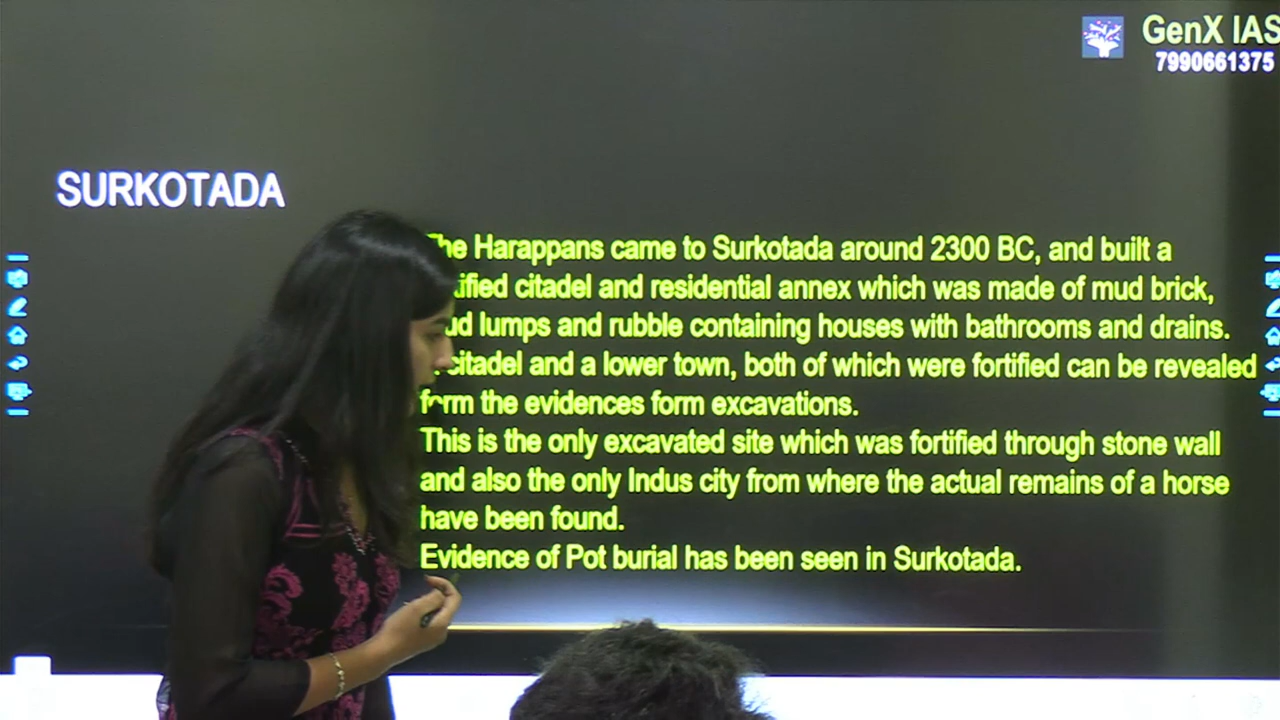 GenX IAS
7990661375
SURKOTADA
The Harappans came to Surkotada around 2300 BC, and built a
citadel and residential annex which was made of mud brick,
lumps and rubble containing houses with bathrooms and drains.
citadel and a lower town, both of which were fortified can be revealed
form the evidences form excavations.
This is the only excavated site which was fortified through stone wall
and also the only Indus city from where the actual remains of a horse
have been found.
Evidence of Pot burial has been seen in Surkotada.